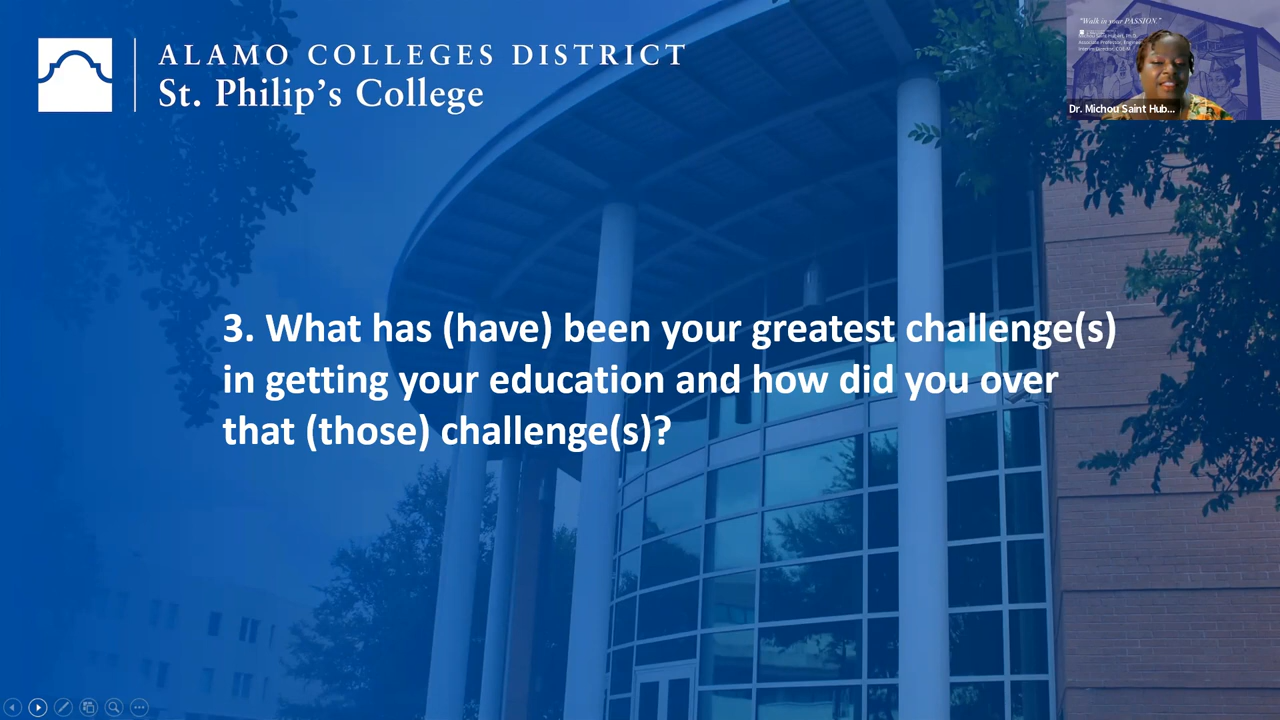 ALAMO COLLEGES DISTRICT
St. Philip's College
"Walk in your PASSION."
Dr. Michou Saint Hub...
3. What has (have) been your greatest challenge(s)
in getting your education and how did you over
that (those) challenge(s)?